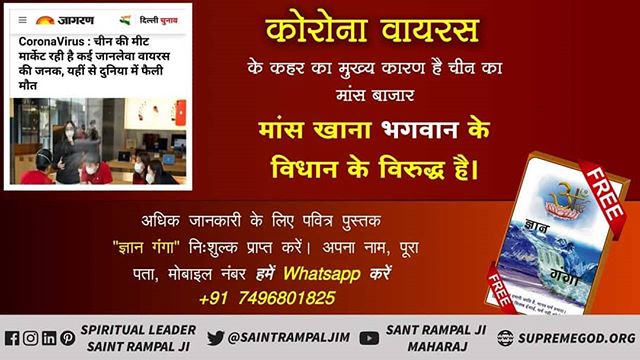 जागरण
दिल्ली चुनाव
CoronaVirus : चीन की मीट
मार्केट रही है कई जानलेवा वायरस
की जनक, यहीं से दुनिया में फैली
मौत
कोरोना वायरस
के कहर का मुख्य कारण है चीन का
मांस बाजार
मांस खाना भगवान के
विधान के विरुद्ध है।
अधिक जानकारी के लिए पवित्र पुस्तक
"ज्ञान गंगा" निःशुल्क प्राप्त करें। अपना नाम, पूरा
पता, मोबाइल नंबर हमें Whatsapp करें
+91 7496801825
FREE
ज्ञान
गंगा
FREE
SPIRITUAL LEADER
SAINT RAMPAL JI
@SAINTRAMPALJIM
SANT RAMPAL JI
MAHARAJ
SUPREMEGOD.ORG